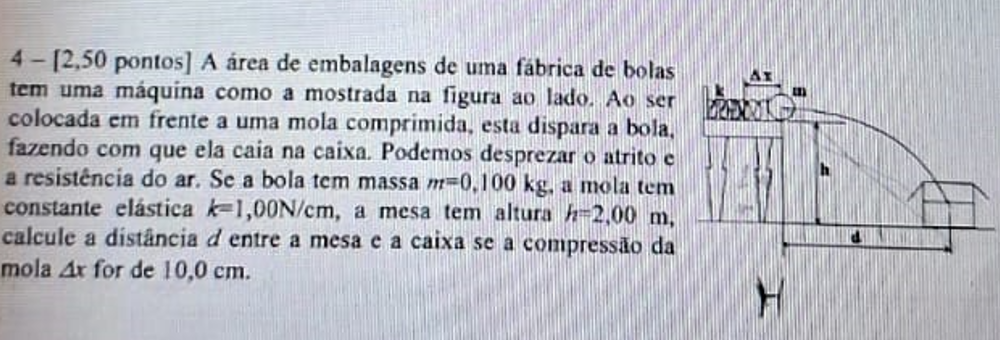 4 – [2,50 pontos] A área de embalagens de uma fábrica de bolas
tem uma máquina como a mostrada na figura ao lado. Ao ser
colocada em frente a uma mola comprimida, esta dispara a bola,
fazendo com que ela caia na caixa. Podemos desprezar o atrito e
a resistência do ar. Se a bola tem massa m=0,100 kg, a mola tem
constante elástica k=1,00N/cm, a mesa tem altura h=2,00 m,
calcule a distância d entre a mesa e a caixa se a compressão da
mola Δx for de 10,0 cm.
Δx
k
m
h
d
H